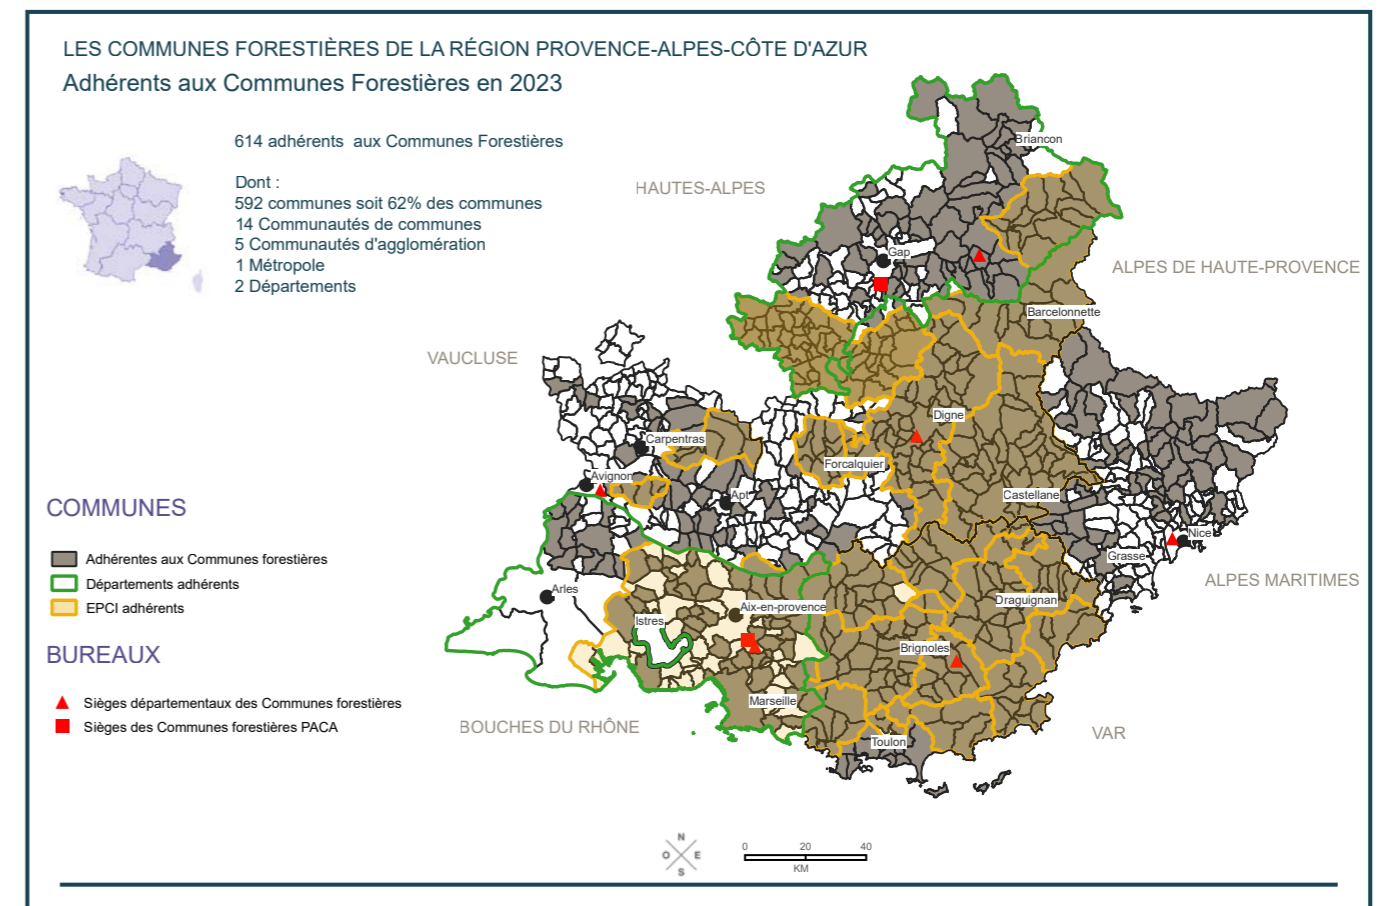 LES COMMUNES FORESTIÈRES DE LA RÉGION PROVENCE-ALPES-CÔTE D'AZUR
Adhérents aux Communes Forestières en 2023
614 adhérents aux Communes Forestières
Dont :
592 communes soit 62% des communes
14 Communautés de communes
5 Communautés d'agglomération
1 Métropole
2 Départements
Briancon
HAUTES-ALPES
Gap
ALPES DE HAUTE-PROVENCE
Barcelonnette
VAUCLUSE
Digne
Carpentras
Forcalquier
Avignon
Apt
Castellane
Nice
Grasse
ALPES MARITIMES
Arles
Draguignan
Aix-en-provence
Istres
Brignoles
Marseille
BOUCHES DU RHÔNE
VAR
Toulon
COMMUNES
Adhérentes aux Communes forestières
Départements adhérents
EPCI adhérents
BUREAUX
Sièges départementaux des Communes forestières
Sièges des Communes forestières PACA
N
O E
S
0 20 40
KM